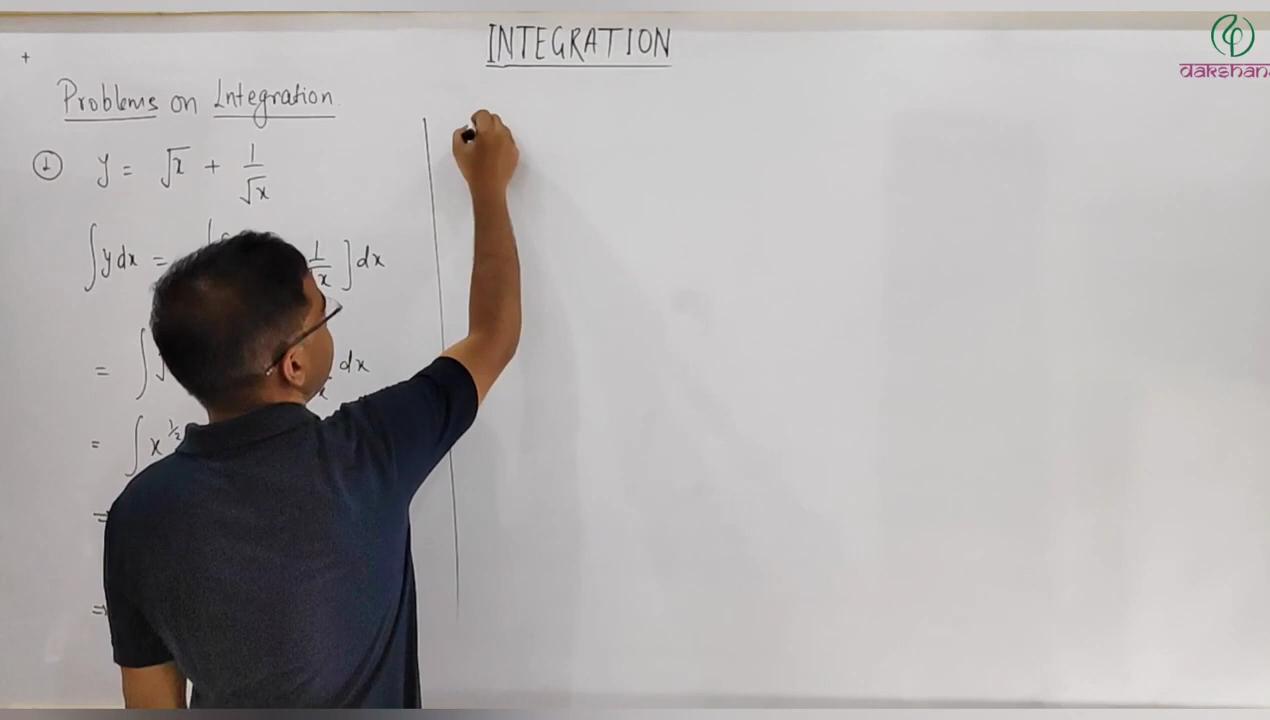 INTEGRATION
dakshana
Problems on Integration.
① y = √x + 1/√x
∫y dx = 1/√x ] dx
= ∫√ dx
= ∫ x^1/2
=
=